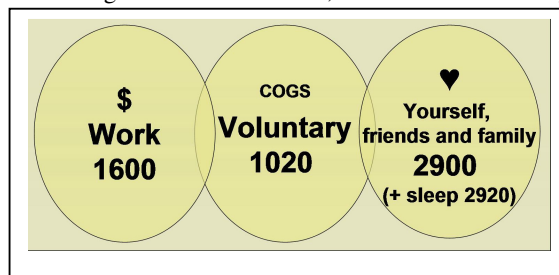 $
Work
1600
COGS
Voluntary
1020
♥
Yourself,
friends and family
2900
(+ sleep 2920)